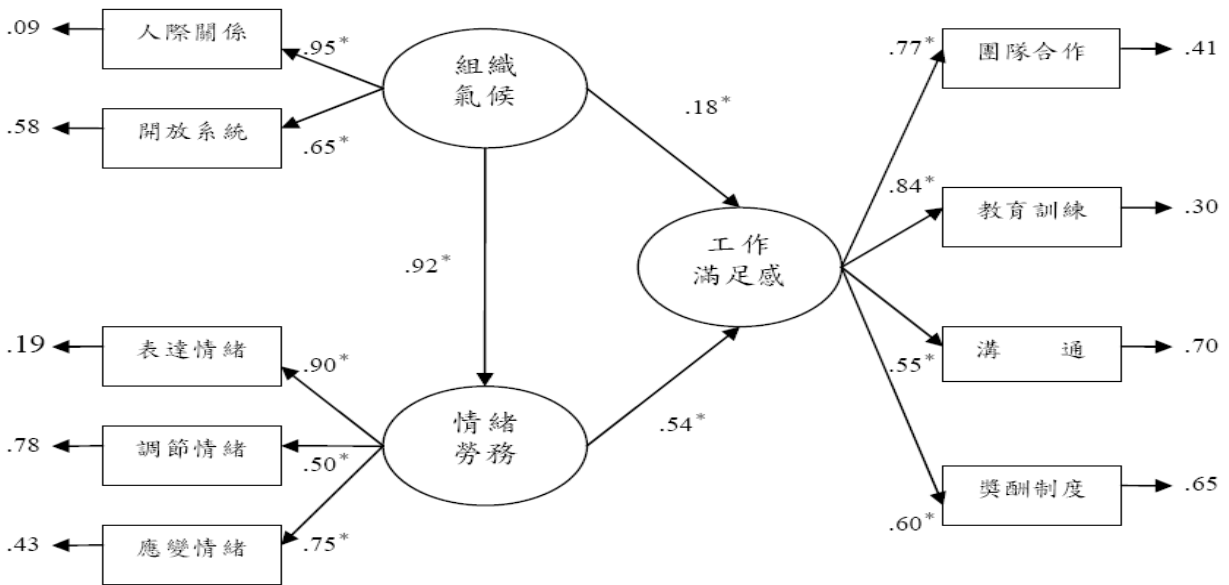 .09
人際關係
.95*
組織
氣候
.77*
團隊合作
.41
.18*
.58
開放系統
.65*
.84*
教育訓練
.30
工作
滿足感
.92*
.19
表達情緒
.90*
.55*
溝 通
.70
情緒
勞務
.54*
.78
調節情緒
.50*
.60*
獎酬制度
.65
.43
應變情緒
.75*